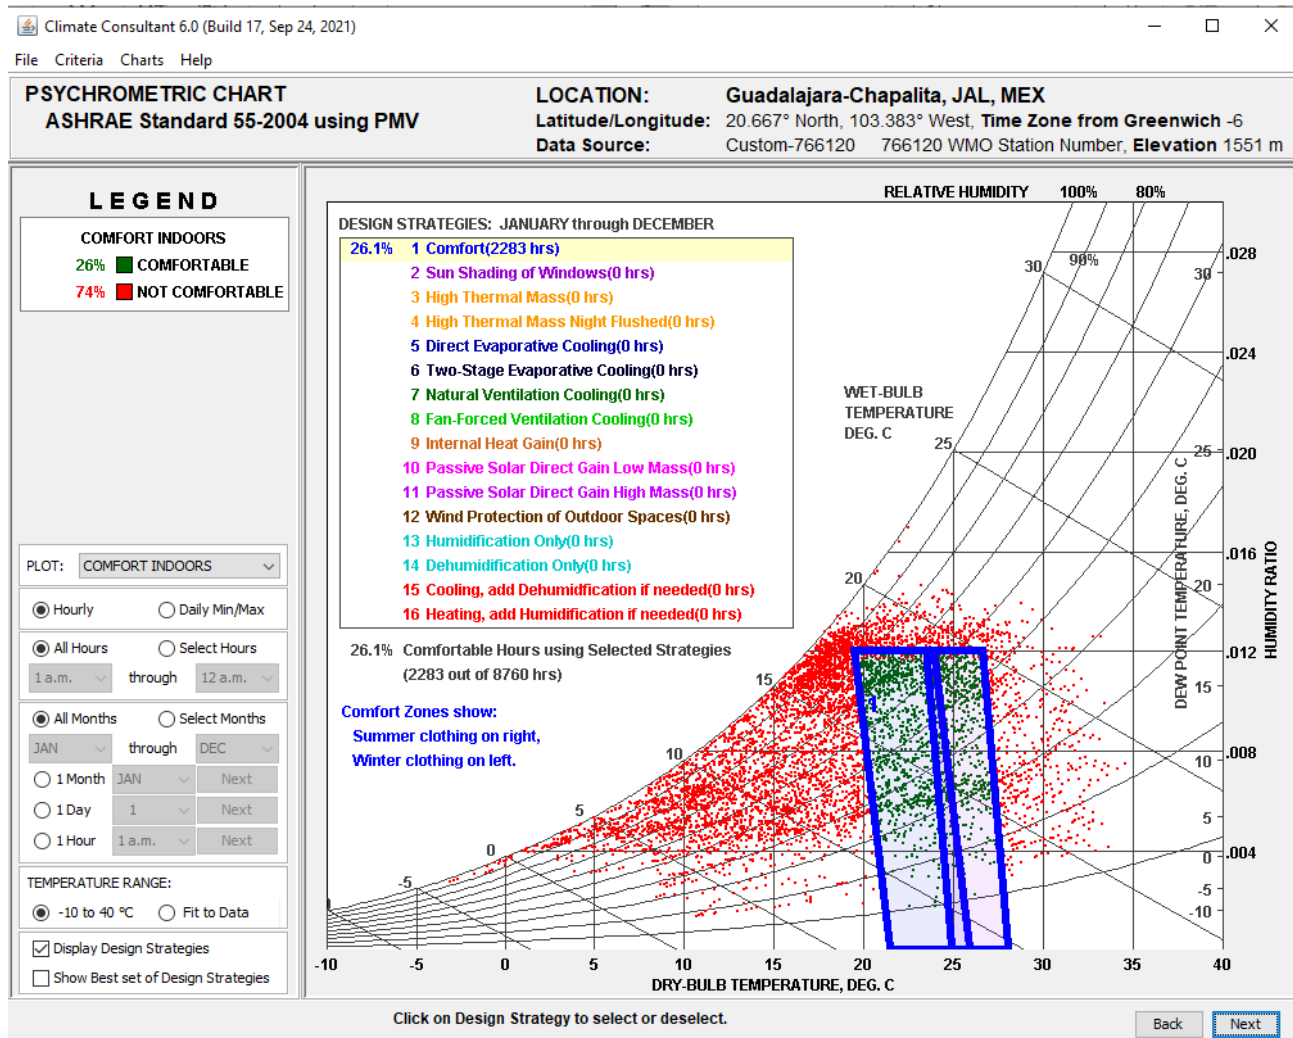 Climate Consultant 6.0 (Build 17, Sep 24, 2021)
File Criteria Charts Help
PSYCHROMETRIC CHART
ASHRAE Standard 55-2004 using PMV
LOCATION: Guadalajara-Chapalita, JAL, MEX
Latitude/Longitude: 20.667° North, 103.383° West, Time Zone from Greenwich -6
Data Source: Custom-766120 766120 WMO Station Number, Elevation 1551 m
LEGEND
COMFORT INDOORS
26% COMFORTABLE
74% NOT COMFORTABLE
PLOT: COMFORT INDOORS
Hourly Daily Min/Max
All Hours Select Hours
1 a.m. through 12 a.m.
All Months Select Months
JAN through DEC
1 Month JAN Next
1 Day 1 Next
1 Hour 1 a.m. Next
TEMPERATURE RANGE:
-10 to 40 ºC Fit to Data
Display Design Strategies
Show Best set of Design Strategies
RELATIVE HUMIDITY 100% 80%
90%
DESIGN STRATEGIES: JANUARY through DECEMBER
26.1% 1 Comfort(2283 hrs)
2 Sun Shading of Windows(0 hrs)
3 High Thermal Mass(0 hrs)
4 High Thermal Mass Night Flushed(0 hrs)
5 Direct Evaporative Cooling(0 hrs)
6 Two-Stage Evaporative Cooling(0 hrs)
7 Natural Ventilation Cooling(0 hrs)
8 Fan-Forced Ventilation Cooling(0 hrs)
9 Internal Heat Gain(0 hrs)
10 Passive Solar Direct Gain Low Mass(0 hrs)
11 Passive Solar Direct Gain High Mass(0 hrs)
12 Wind Protection of Outdoor Spaces(0 hrs)
13 Humidification Only(0 hrs)
14 Dehumidification Only(0 hrs)
15 Cooling, add Dehumidfication if needed(0 hrs)
16 Heating, add Humidification if needed(0 hrs)
26.1% Comfortable Hours using Selected Strategies
(2283 out of 8760 hrs)
Comfort Zones show:
Summer clothing on right,
Winter clothing on left.
WET-BULB
TEMPERATURE
DEG. C
-5
0
5
10
15
20
25
30
1
30
25
20
15
10
5
0
-5
-10
DEW POINT TEMPERATURE, DEG. C
.028
.024
.020
.016
.012
.008
.004
HUMIDITY RATIO
-10 -5 0 5 10 15 20 25 30 35 40
DRY-BULB TEMPERATURE, DEG. C
Click on Design Strategy to select or deselect.
Back Next